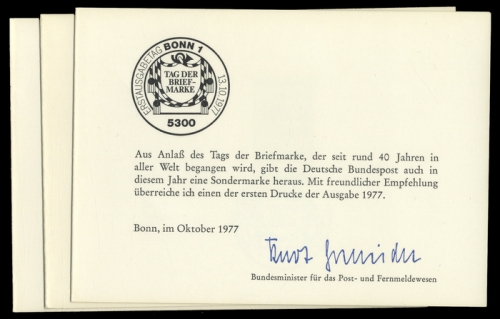 ERSTAUSGABETAG BONN 1 13.10.1977
TAG DER
BRIEF-
MARKE
5300
Aus Anlaß des Tags der Briefmarke, der seit rund 40 Jahren in
aller Welt begangen wird, gibt die Deutsche Bundespost auch in
diesem Jahr eine Sondermarke heraus. Mit freundlicher Empfehlung
überreiche ich einen der ersten Drucke der Ausgabe 1977.
Bonn, im Oktober 1977
Kurt
Bundesminister für das Post- und Fernmeldewesen